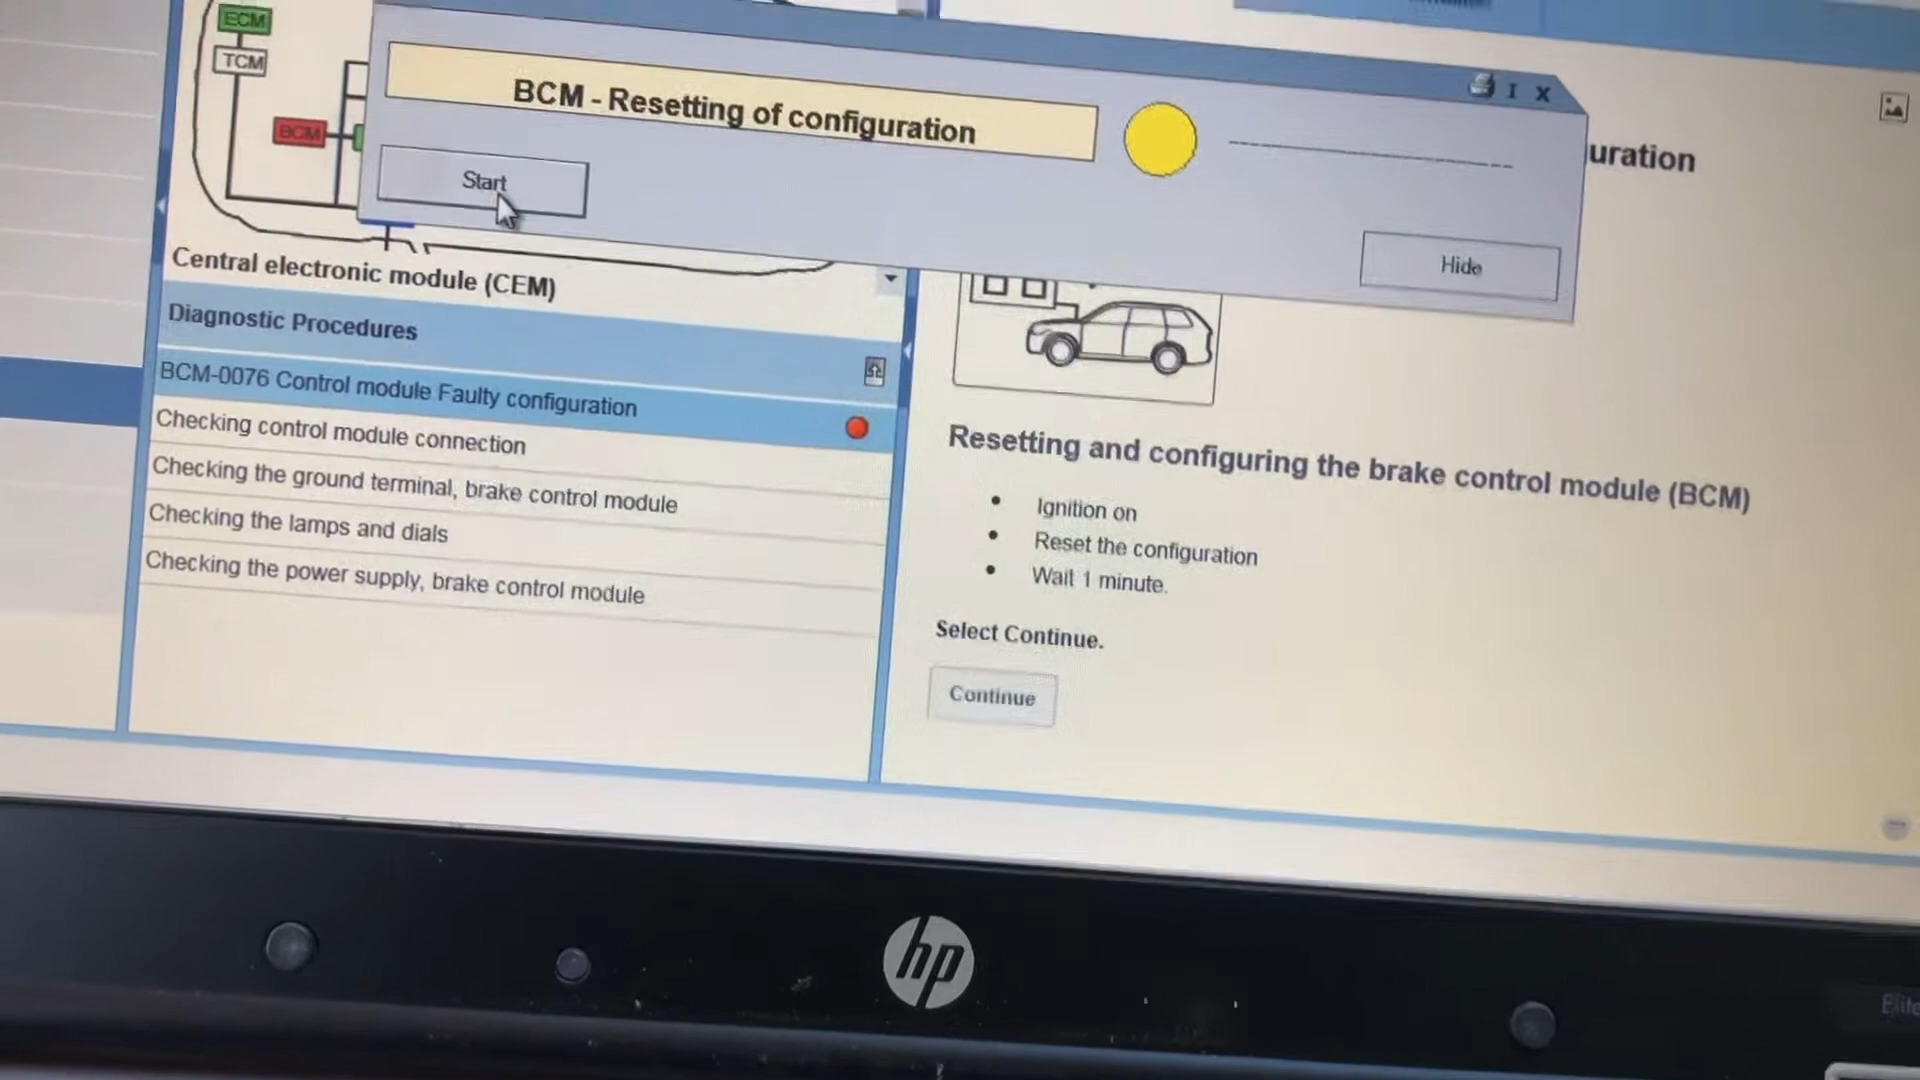 ECM
TCM
BCM
BCM - Resetting of configuration
I X
Start
Hide
uration
Central electronic module (CEM)
Diagnostic Procedures
BCM-0076 Control module Faulty configuration
Checking control module connection
Checking the ground terminal, brake control module
Checking the lamps and dials
Checking the power supply, brake control module
Resetting and configuring the brake control module (BCM)
Ignition on
Reset the configuration
Wait 1 minute.
Select Continue.
Continue
hp
Elite